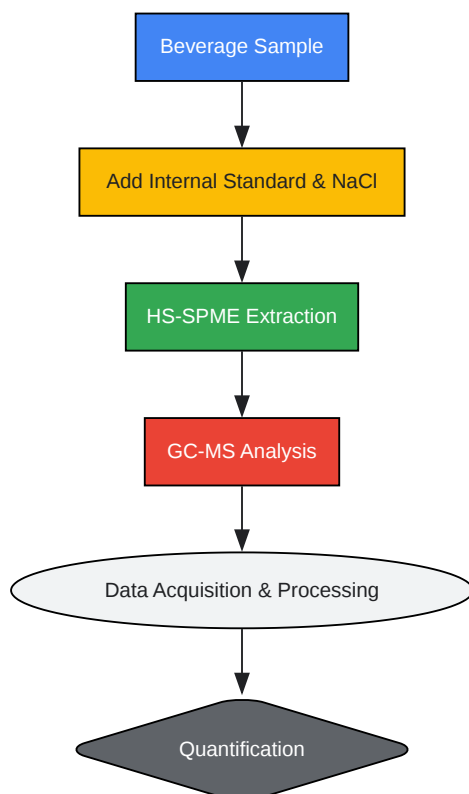 Beverage Sample
Add Internal Standard & NaCl
HS-SPME Extraction
GC-MS Analysis
Data Acquisition & Processing
Quantification